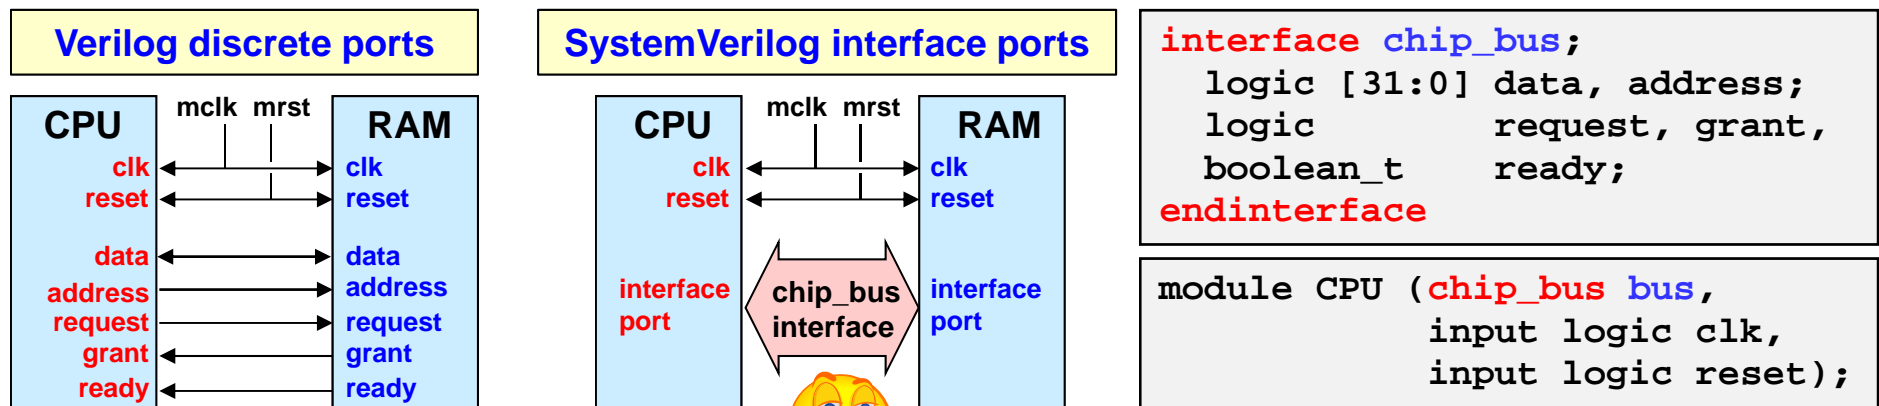 Verilog discrete ports
CPU
mclk mrst
RAM
clk
clk
reset
reset
data
data
address
address
request
request
grant
grant
ready
ready
SystemVerilog interface ports
CPU
mclk mrst
RAM
clk
clk
reset
reset
interface
port
chip_bus
interface
interface
port
interface chip_bus;
logic [31:0] data, address;
logic request, grant,
boolean_t ready;
endinterface
module CPU (chip_bus bus,
input logic clk,
input logic reset);